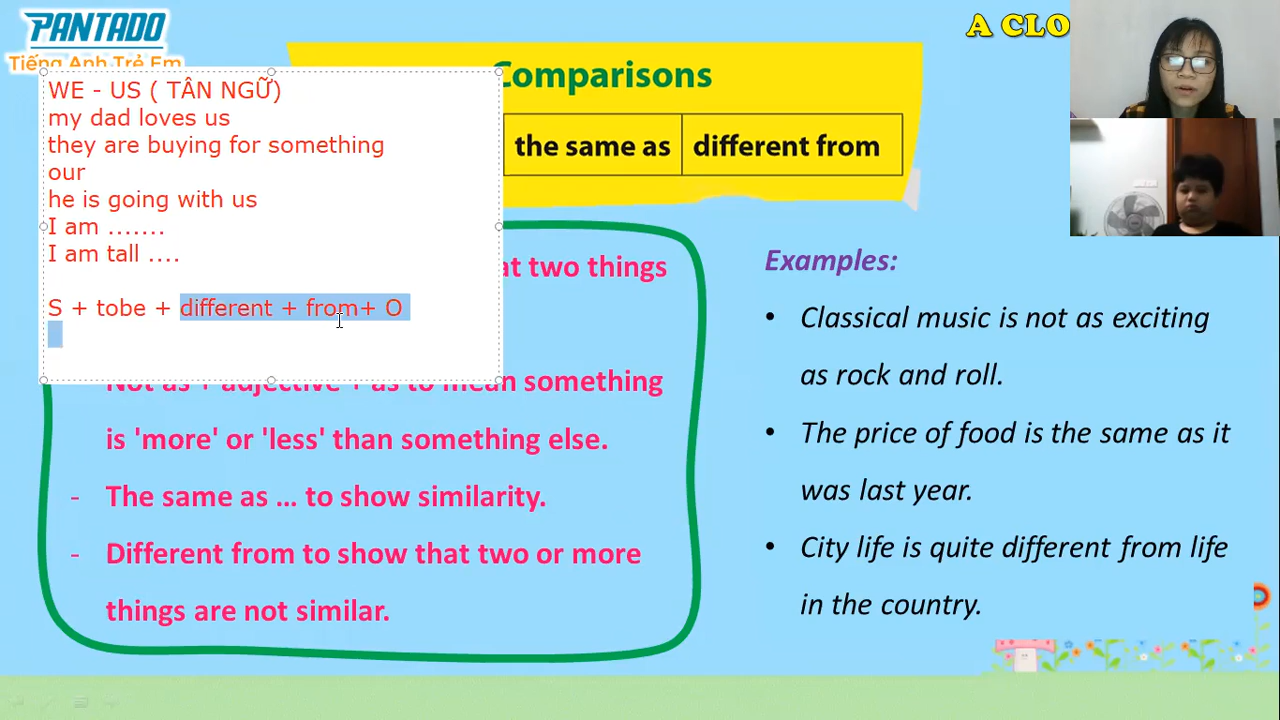 PANTADO
Tiếng Anh Trẻ Em
A CLO
Comparisons
the same as
different from
WE - US ( TÂN NGỮ)
my dad loves us
they are buying for something
our
he is going with us
I am .......
I am tall ....
S + tobe + different + from+ O
at two things
Not as + adjective + as to mean something
is 'more' or 'less' than something else.
- The same as ... to show similarity.
- Different from to show that two or more
things are not similar.
Examples:
• Classical music is not as exciting
as rock and roll.
• The price of food is the same as it
was last year.
• City life is quite different from life
in the country.